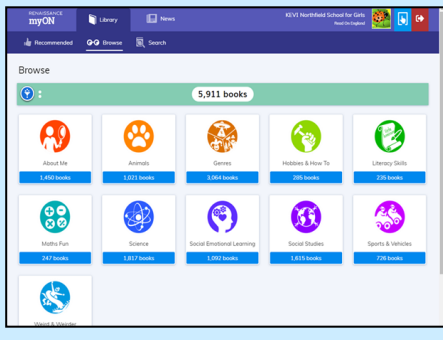 RENAISSANCE
myON
Library
News
KEVI Northfield School for Girls
Read On England
Recommended
Browse
Search
Browse
5,911 books
About Me
Animals
Genres
Hobbies & How To
Literacy Skills
1,450 books
1,021 books
3,064 books
285 books
235 books
Maths Fun
Science
Social Emotional Learning
Social Studies
Sports & Vehicles
247 books
1,817 books
1,092 books
1,615 books
726 books
Weird & Weirder